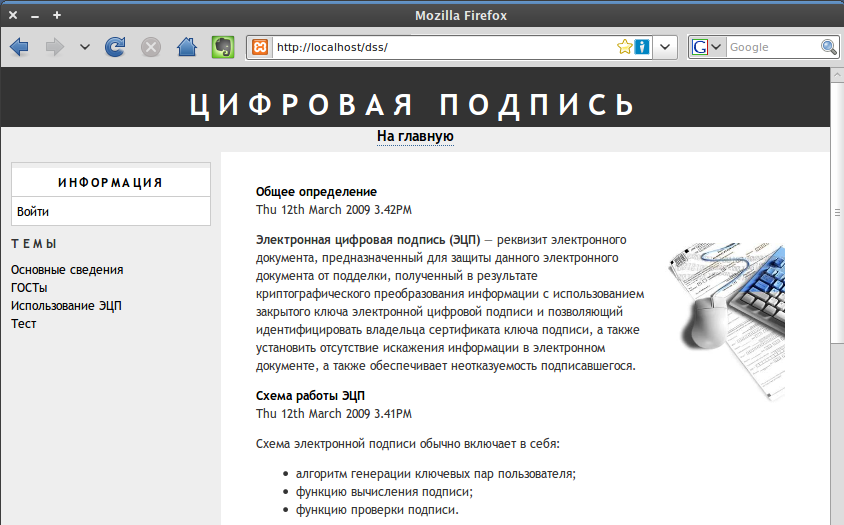 Mozilla Firefox
http://localhost/dss/
G
Google
ЦИФРОВАЯ ПОДПИСЬ
На главную
ИНФОРМАЦИЯ
Войти
ТЕМЫ
Основные сведения
ГОСТы
Использование ЭЦП
Тест
Общее определение
Thu 12th March 2009 3.42PM
Электронная цифровая подпись (ЭЦП) — реквизит электронного
документа, предназначенный для защиты данного электронного
документа от подделки, полученный в результате
криптографического преобразования информации с использованием
закрытого ключа электронной цифровой подписи и позволяющий
идентифицировать владельца сертификата ключа подписи, а также
установить отсутствие искажения информации в электронном
документе, а также обеспечивает неотказуемость подписавшегося.
Схема работы ЭЦП
Thu 12th March 2009 3.41PM
Схема электронной подписи обычно включает в себя:
• алгоритм генерации ключевых пар пользователя;
• функцию вычисления подписи;
• функцию проверки подписи.